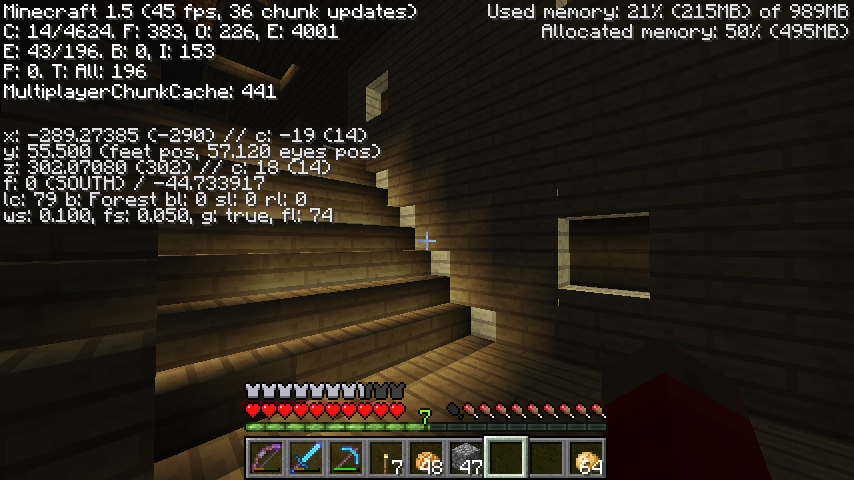 Minecraft 1.5 (45 fps, 36 chunk updates)
C: 14/4624. F: 383, O: 226, E: 4001
E: 43/196. B: 0, I: 153
P: 0. T: All: 196
MultiplayerChunkCache: 441
Used memory: 21% (215MB) of 989MB
Allocated memory: 50% (495MB)
x: -289.27385 (-290) // c: -19 (14)
y: 55.500 (feet pos, 57.120 eyes pos)
z: 302.07080 (302) // c: 18 (14)
f: 0 (SOUTH) / -44.733917
lc: 79 b: Forest bl: 0 sl: 0 rl: 0
ws: 0.100, fs: 0.050, g: true, fl: 74
7
7 48 47 64